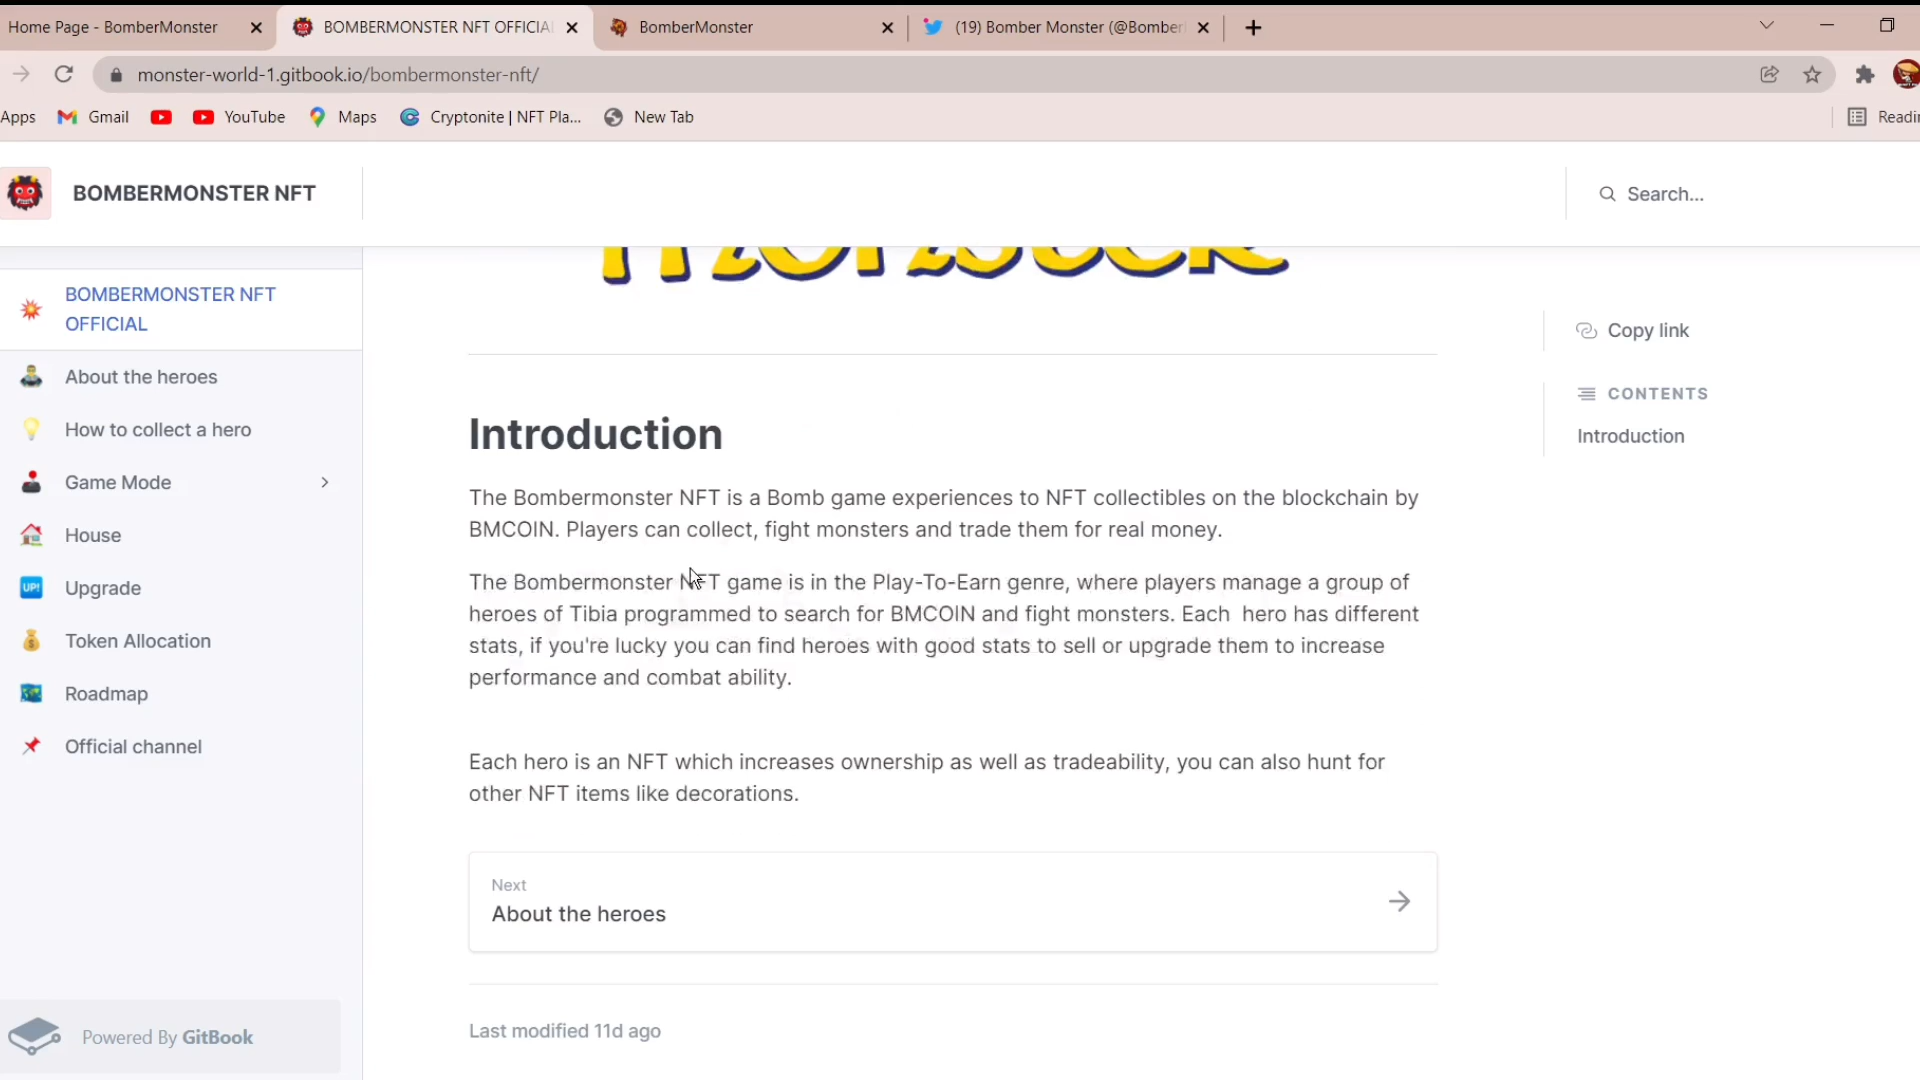 Home Page - BomberMonster
BOMBERMONSTER NFT OFFICIA
BomberMonster
(19) Bomber Monster (@Bomber
monster-world-1.gitbook.io/bombermonster-nft/
Apps
Gmail
YouTube
Maps
Cryptonite | NFT Pla...
New Tab
Readin
BOMBERMONSTER NFT
Search...
monster
BOMBERMONSTER NFT
OFFICIAL
About the heroes
How to collect a hero
Game Mode
House
UP!
Upgrade
Token Allocation
Roadmap
Official channel
Powered By GitBook
Introduction
The Bombermonster NFT is a Bomb game experiences to NFT collectibles on the blockchain by
BMCOIN. Players can collect, fight monsters and trade them for real money.
The Bombermonster NFT game is in the Play-To-Earn genre, where players manage a group of
heroes of Tibia programmed to search for BMCOIN and fight monsters. Each  hero has different
stats, if you're lucky you can find heroes with good stats to sell or upgrade them to increase
performance and combat ability.
Each hero is an NFT which increases ownership as well as tradeability, you can also hunt for
other NFT items like decorations.
Next
About the heroes
Last modified 11d ago
Copy link
CONTENTS
Introduction